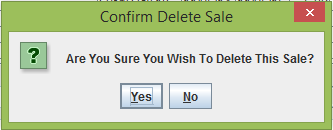 Confirm Delete Sale
Are You Sure You Wish To Delete This Sale?
Yes No